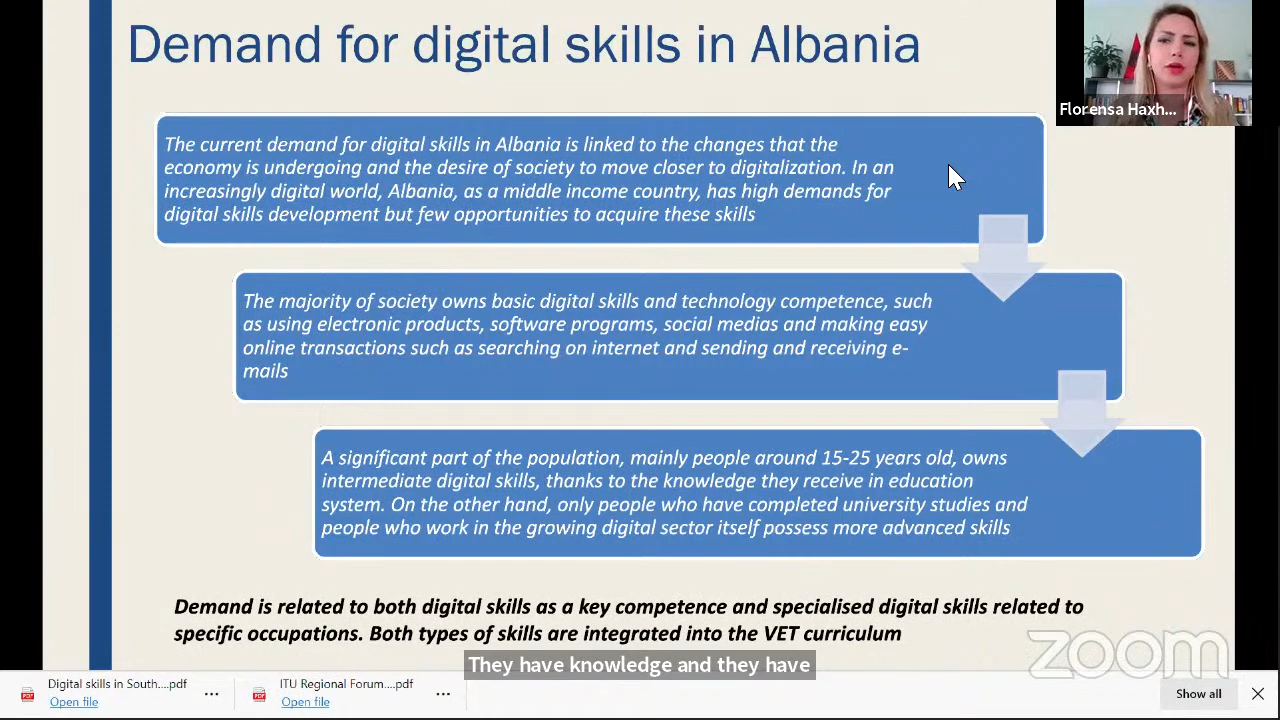 Demand for digital skills in Albania
Florensa Haxh...
The current demand for digital skills in Albania is linked to the changes that the
economy is undergoing and the desire of society to move closer to digitalization. In an
increasingly digital world, Albania, as a middle income country, has high demands for
digital skills development but few opportunities to acquire these skills
The majority of society owns basic digital skills and technology competence, such
as using electronic products, software programs, social medias and making easy
online transactions such as searching on internet and sending and receiving e-
mails
A significant part of the population, mainly people around 15-25 years old, owns
intermediate digital skills, thanks to the knowledge they receive in education
system. On the other hand, only people who have completed university studies and
people who work in the growing digital sector itself possess more advanced skills
Demand is related to both digital skills as a key competence and specialised digital skills related to
specific occupations. Both types of skills are integrated into the VET curriculum
zoom
They have knowledge and they have
Digital skills in South....pdf
Open file
...
ITU Regional Forum....pdf
Open file
...
Show all